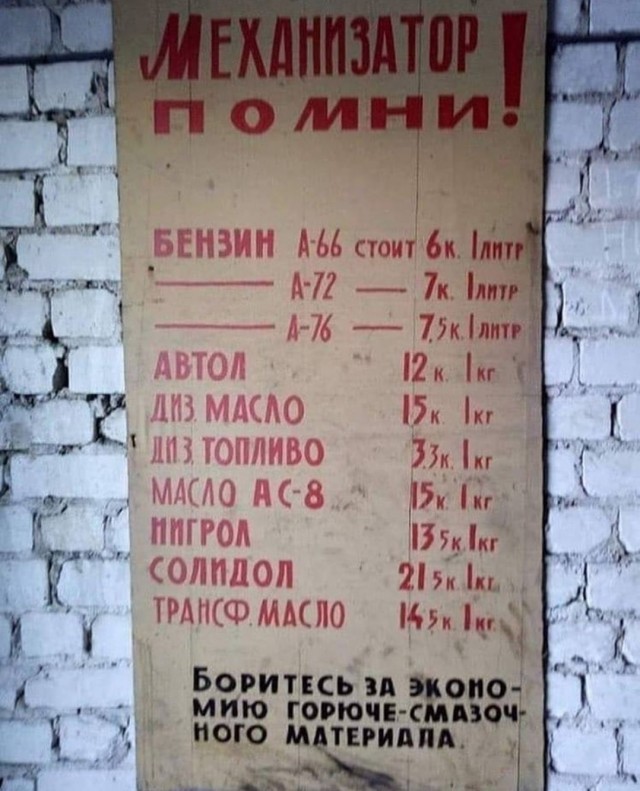 МЕХАНИЗАТОР
ПОМНИ!
БЕНЗИН А-66 СТОИТ 6к. 1ЛИТР
——— А-72 — 7к. 1ЛИТР
——— А-76 — 7,5к. 1ЛИТР
АВТОЛ 12к. 1кг
ДИЗ. МАСЛО 15к 1кг
ДИЗ. ТОПЛИВО 3,3к. 1кг
МАСЛО АС-8 15к 1кг
НИГРОЛ 13 5к. 1кг
СОЛИДОЛ 21 5к. 1кг
ТРАНСФ. МАСЛО 14 5к. 1кг.
БОРИТЕСЬ ЗА ЭКОНО-
МИЮ ГОРЮЧЕ-СМАЗОЧ-
НОГО МАТЕРИАЛА.